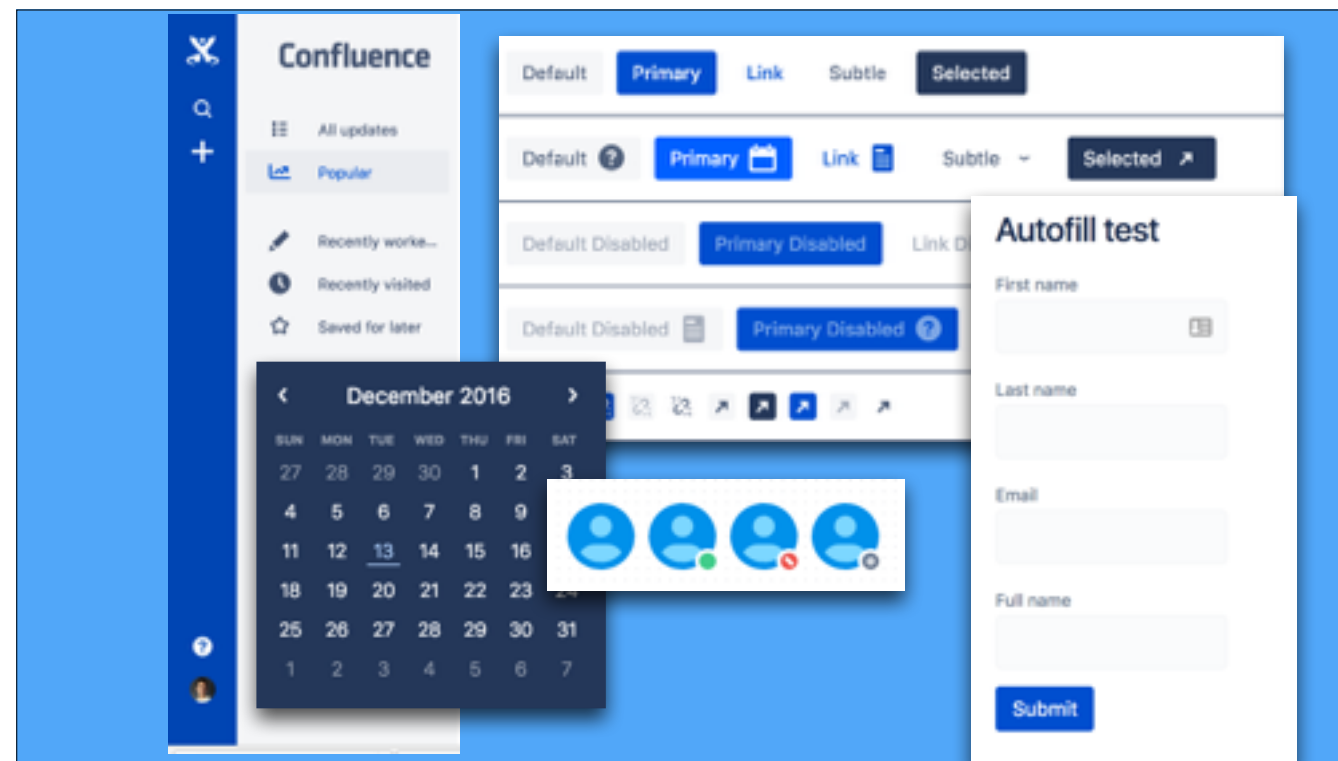 Confluence
All updates
Popular
Recently worke...
Recently visited
Saved for later
Default Primary Link Subtle Selected
Default Primary Link Subtle Selected
Default Disabled Primary Disabled Link Di
Default Disabled Primary Disabled
December 2016
SUN MON TUE WED THU FRI SAT
27 28 29 30 1 2 3
4 5 6 7 8 9
11 12 13 14 15 16
18 19 20 21 22 23
25 26 27 28 29 30 31
1 2 3 4 5 6 7
Autofill test
First name
Last name
Email
Full name
Submit